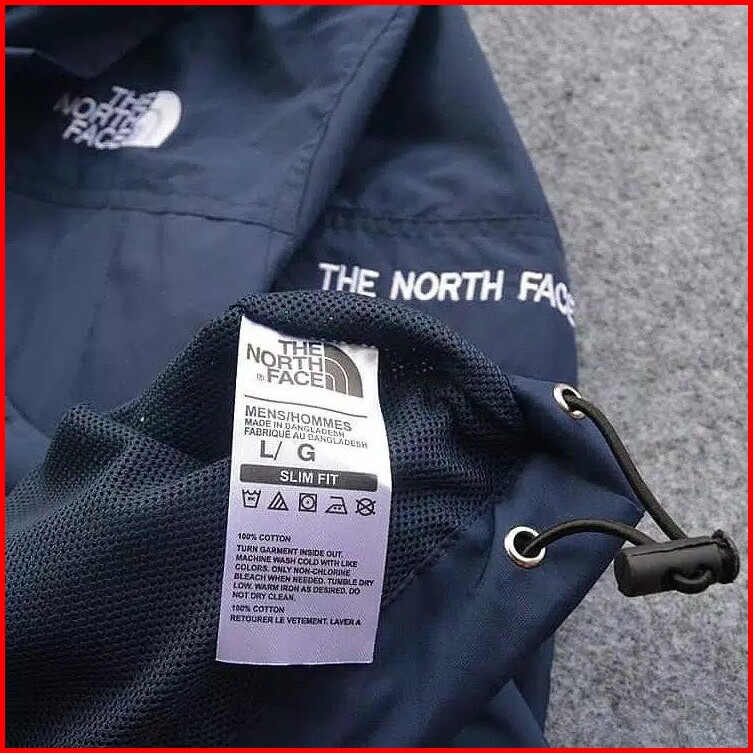 THE
NORTH
FACE
THE NORTH FACE
THE
NORTH
FACE
MENS/HOMMES
MADE IN BANGLADESH
FABRIQUÉ AU BANGLADESH
L/ G
SLIM FIT
100% COTTON
TURN GARMENT INSIDE OUT.
MACHINE WASH COLD WITH LIKE
COLORS. ONLY NON-CHLORINE
BLEACH WHEN NEEDED. TUMBLE DRY
LOW. WARM IRON AS DESIRED. DO
NOT DRY CLEAN.
100% COTTON
RETOURER LE VETEMENT. LAVER A